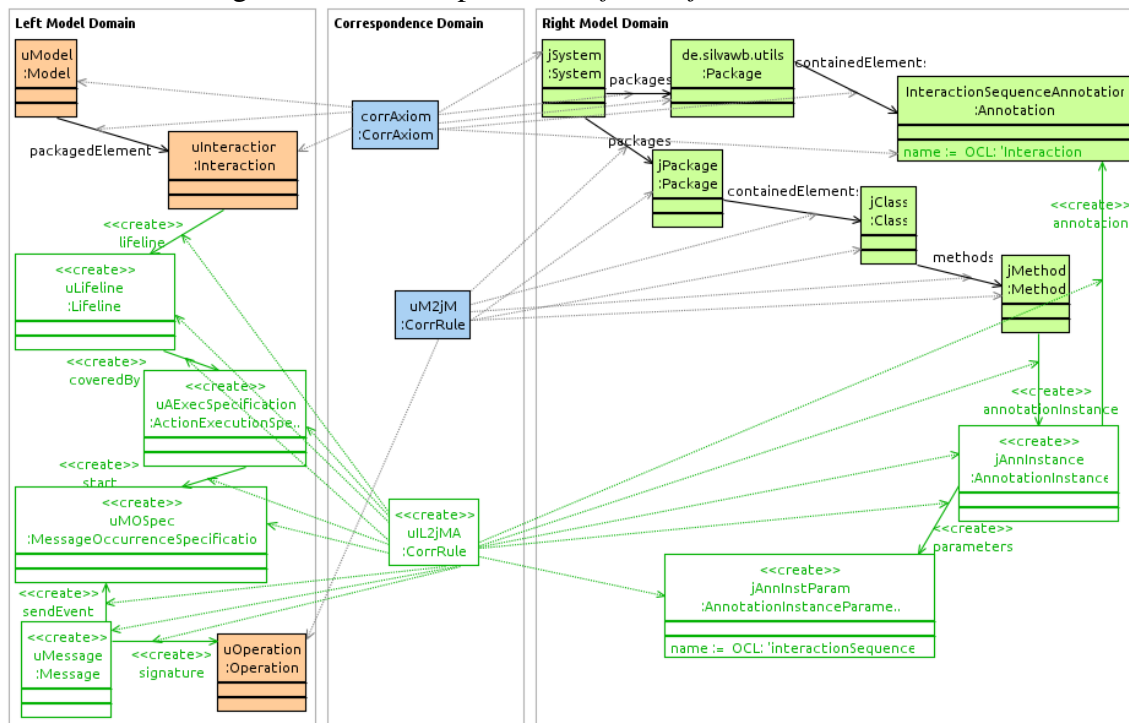 Left Model Domain
Correspondence Domain
Right Model Domain
uModel
:Model
packagedElement
uInteraction
:Interaction
<<create>>
lifeline
<<create>>
uLifeline
:Lifeline
<<create>>
coveredBy
<<create>>
uAExecSpecification
:ActionExecutionSpe..
<<create>>
start
<<create>>
uMOSpec
:MessageOccurrenceSpecificatio
<<create>>
sendEvent
<<create>>
uMessage
:Message
<<create>>
signature
uOperation
:Operation
corrAxiom
:CorrAxiom
uM2jM
:CorrRule
<<create>>
uIL2jMA
:CorrRule
jSystem
:System
packages
de.silvawb.utils
:Package
containedElements
InteractionSequenceAnnotation
:Annotation
name := OCL: 'Interaction
packages
jPackage
:Package
containedElements
jClass
:Class
methods
jMethod
:Method
<<create>>
annotation
<<create>>
annotationInstance
<<create>>
jAnnInstance
:AnnotationInstance
<<create>>
parameters
<<create>>
jAnnInstParam
:AnnotationInstanceParame..
name := OCL: 'interactionSequence